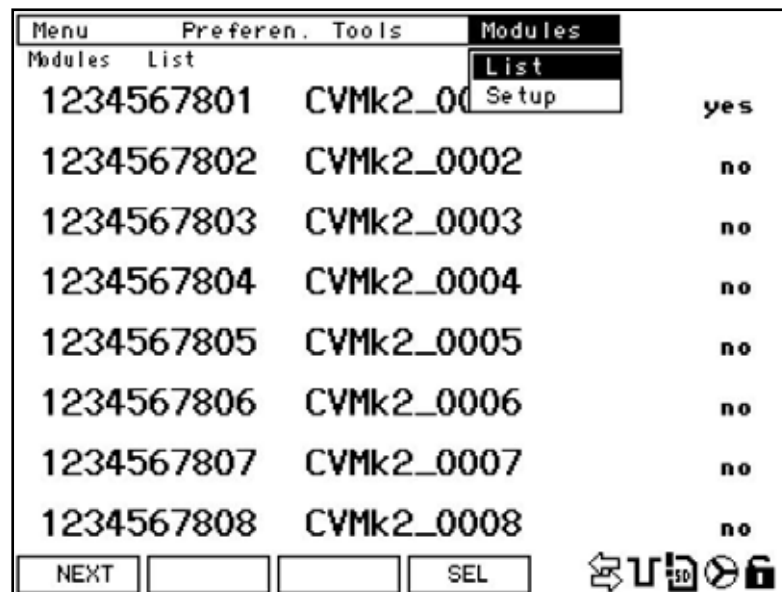 Menu Preferen. Tools Modules
Modules List
List
Setup
1234567801 CVMk2_00 yes
1234567802 CVMk2_0002 no
1234567803 CVMk2_0003 no
1234567804 CVMk2_0004 no
1234567805 CVMk2_0005 no
1234567806 CVMk2_0006 no
1234567807 CVMk2_0007 no
1234567808 CVMk2_0008 no
NEXT SEL SD